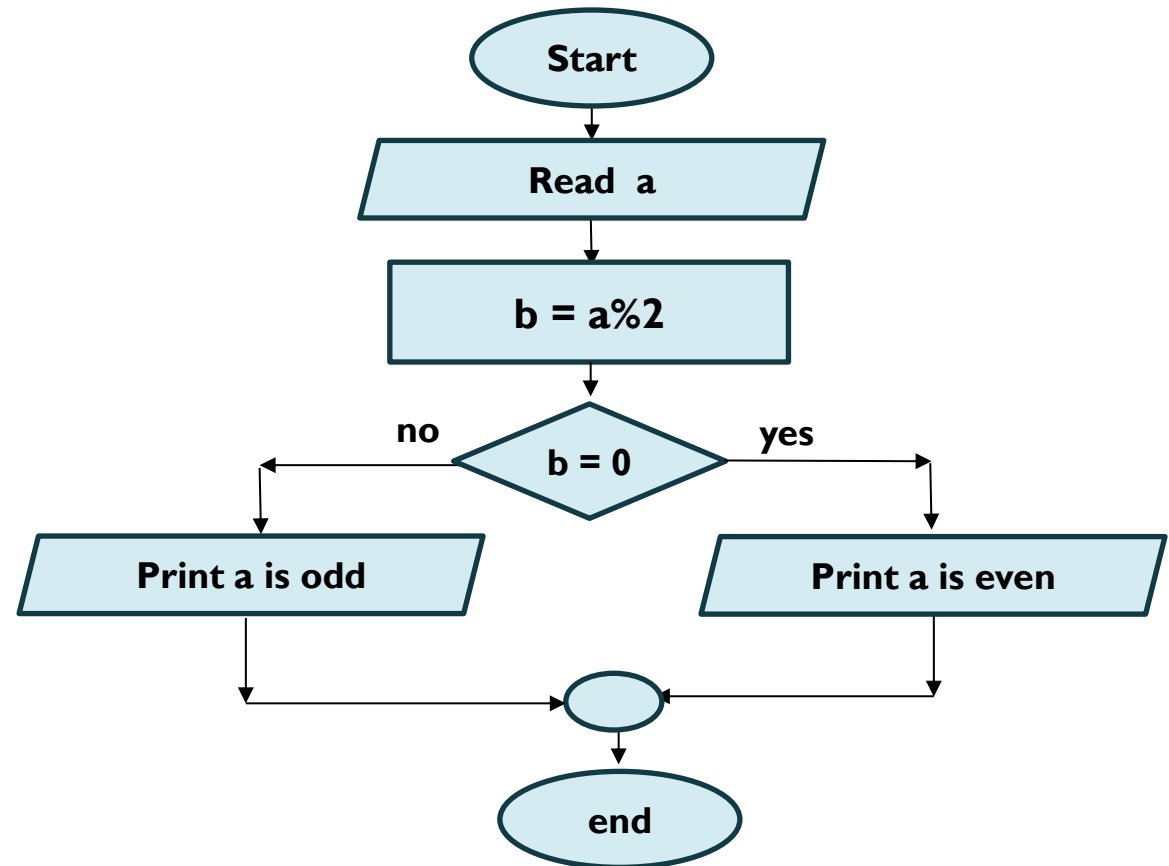 Start
Read a
b = a%2
no
yes
b = 0
Print a is odd
Print a is even
end